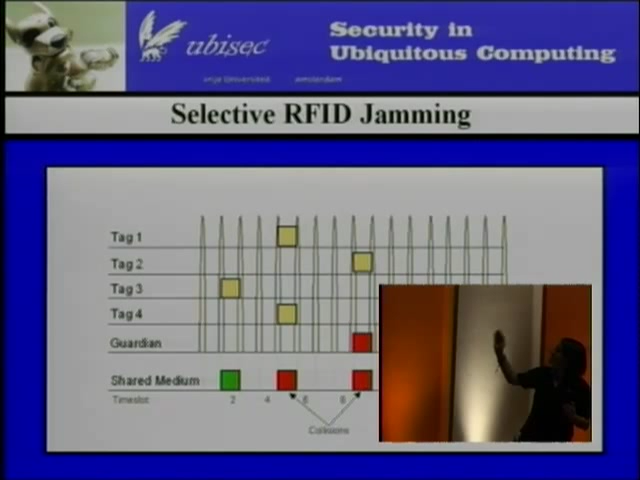 ubisec
Security in
Ubiquitous Computing
vrije Universiteit amsterdam
Selective RFID Jamming
Tag 1
Tag 2
Tag 3
Tag 4
Guardian
Shared Medium
Timeslot 2 4 6 8
Collisions